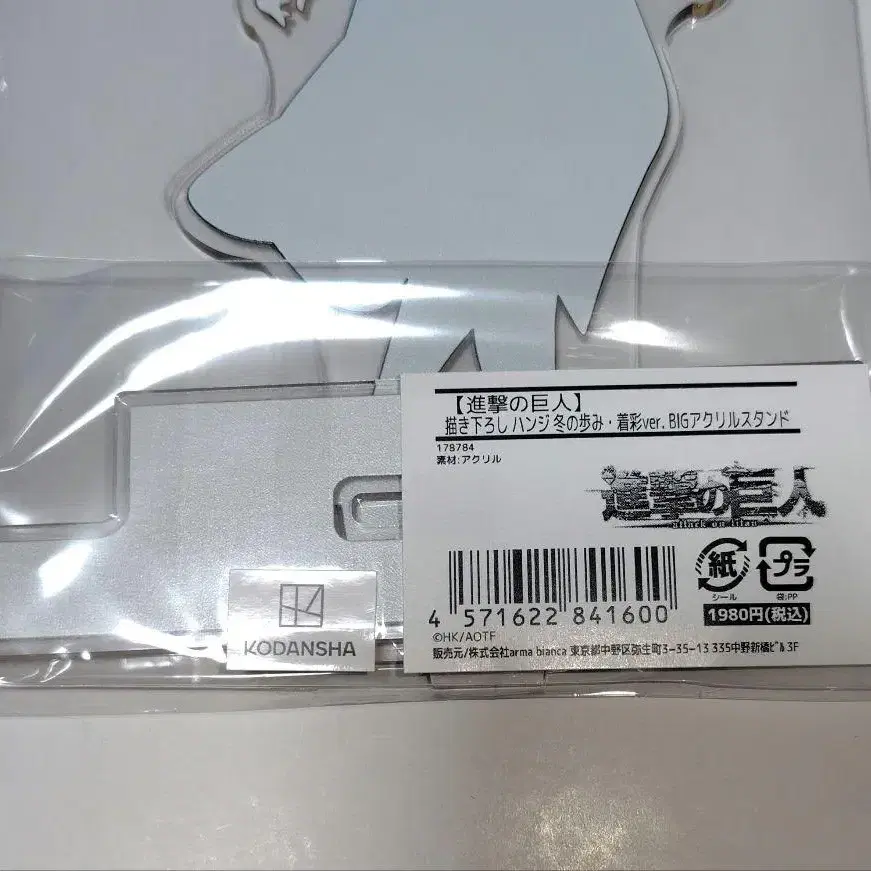 【進撃の巨人】
描き下ろし ハンジ 冬の歩み・着彩ver. BIGアクリルスタンド
178784
素材:アクリル
進撃の巨人
attack on titan
紙
シール
プラ
袋:PP
4 571622 841600
1980円(税込)
©HK/AOTF
販売元/株式会社arma bianca 東京都中野区弥生町3-35-13 335中野新橋ビル 3F
KODANSHA